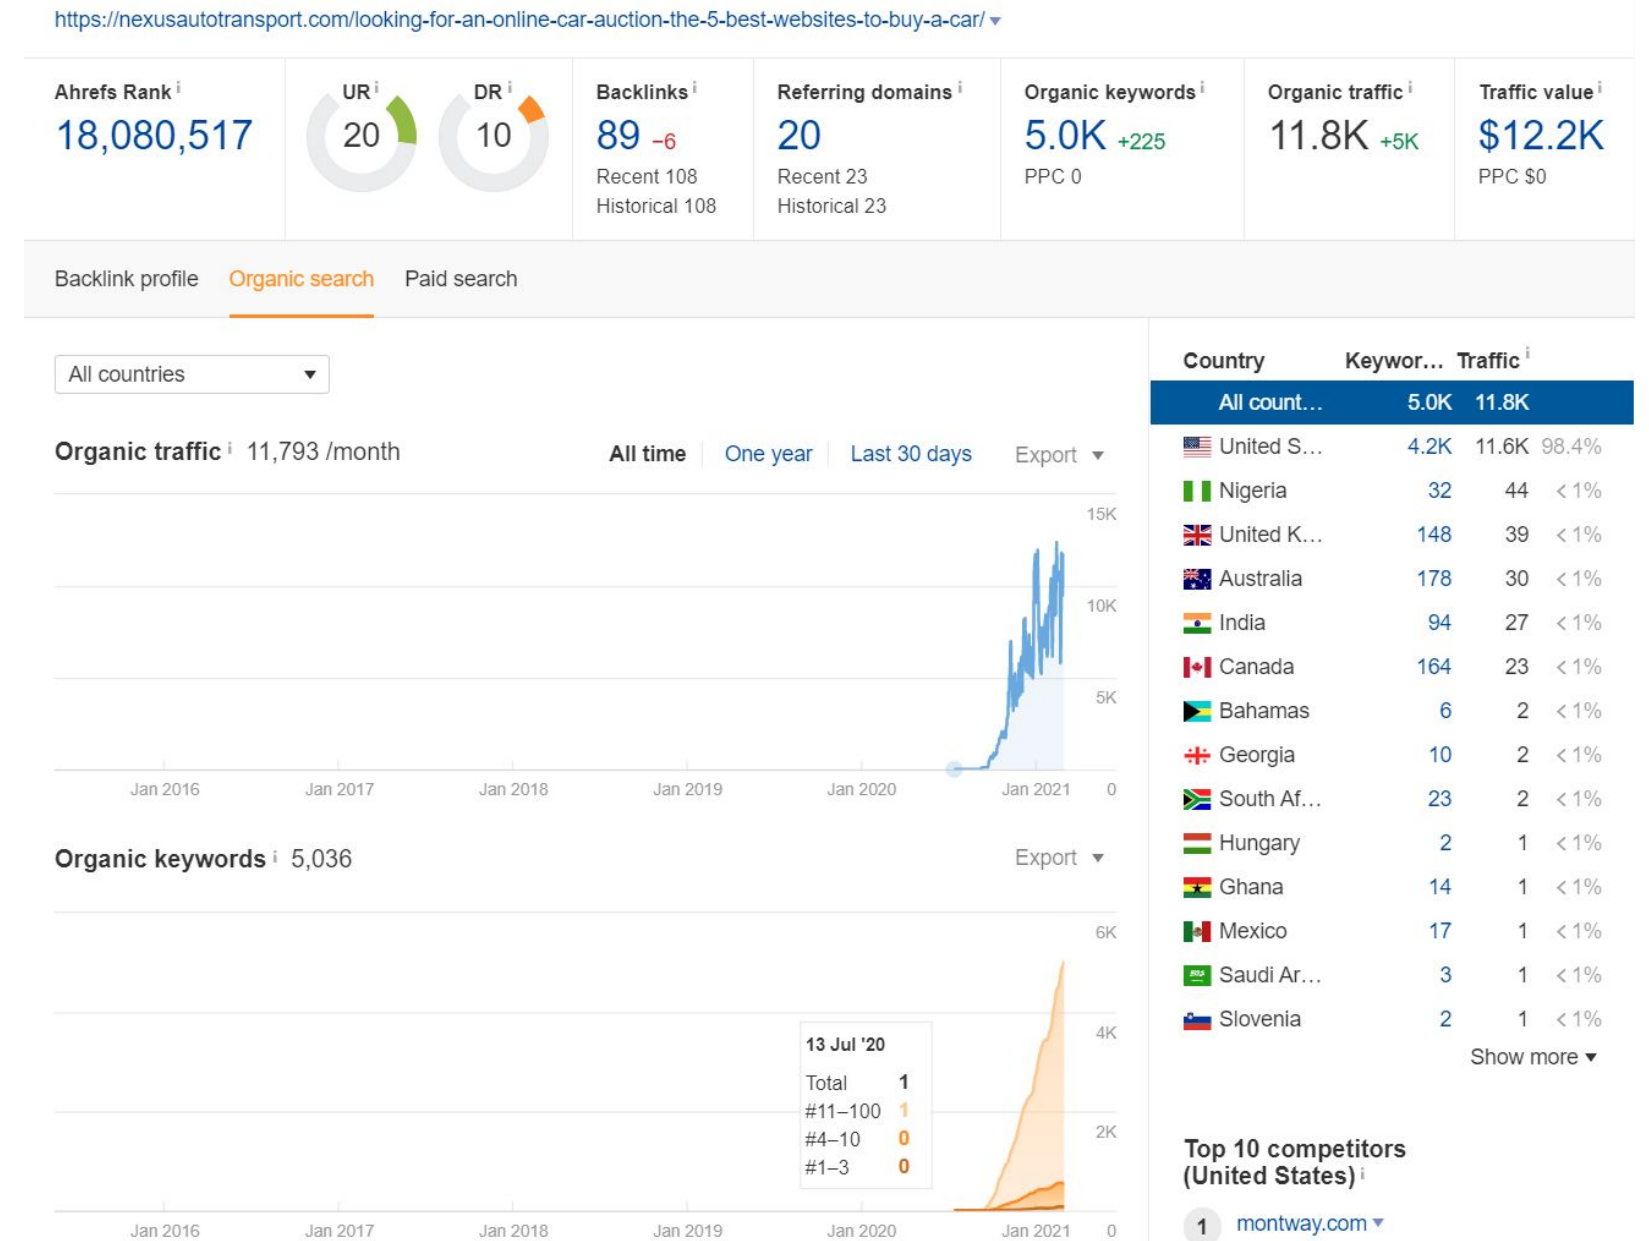 https://nexusautotransport.com/looking-for-an-online-car-auction-the-5-best-websites-to-buy-a-car/
Ahrefs Rank i
18,080,517
UR i
20
DR i
10
Backlinks i
89 −6
Recent 108
Historical 108
Referring domains i
20
Recent 23
Historical 23
Organic keywords i
5.0K +225
PPC 0
Organic traffic i
11.8K +5K
Traffic value i
$12.2K
PPC $0
Backlink profile Organic search Paid search
All countries
Organic traffic i 11,793 /month
All time One year Last 30 days Export
15K
10K
5K
Jan 2016 Jan 2017 Jan 2018 Jan 2019 Jan 2020 Jan 2021 0
Organic keywords i 5,036
Export
6K
4K
2K
13 Jul '20
Total 1
#11–100 1
#4–10 0
#1–3 0
Jan 2016 Jan 2017 Jan 2018 Jan 2019 Jan 2020 Jan 2021 0
Country Keywor... Traffic i
All count... 5.0K 11.8K
United S... 4.2K 11.6K 98.4%
Nigeria 32 44 <1%
United K... 148 39 <1%
Australia 178 30 <1%
India 94 27 <1%
Canada 164 23 <1%
Bahamas 6 2 <1%
Georgia 10 2 <1%
South Af... 23 2 <1%
Hungary 2 1 <1%
Ghana 14 1 <1%
Mexico 17 1 <1%
Saudi Ar... 3 1 <1%
Slovenia 2 1 <1%
Show more
Top 10 competitors
(United States) i
1 montway.com